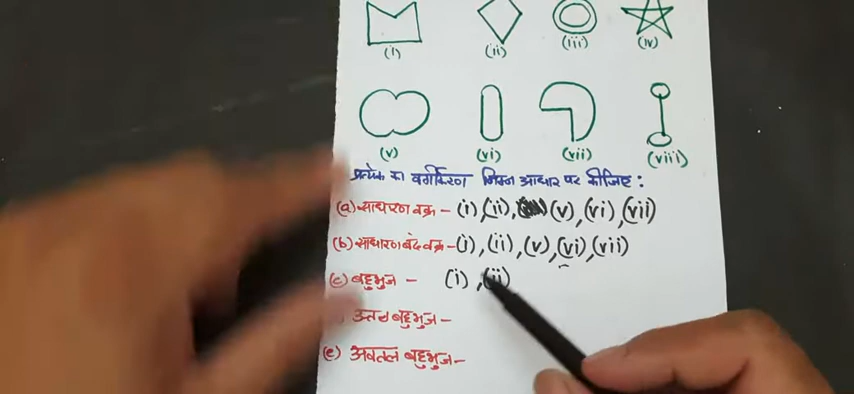 (i) (ii) (iii) (iv)
(v) (vi) (vii) (viii)
प्रत्येक का वर्गीकरण निम्न आधार पर कीजिए :
(a) साधारण वक्र - (i), (ii), (v), (vi), (vii)
(b) साधारण बंद वक्र - (i), (ii), (v), (vi), (vii)
(c) बहुभुज - (i), (ii)
उत्तल बहुभुज -
(e) अवतल बहुभुज -